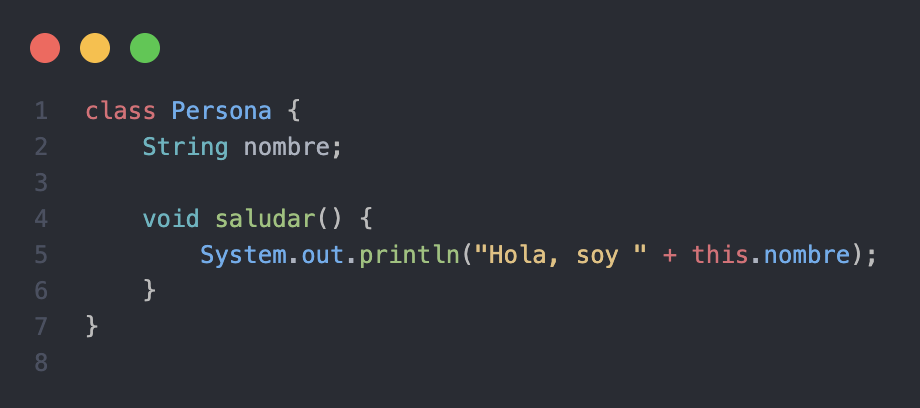 1 class Persona {
2     String nombre;
3
4     void saludar() {
5         System.out.println("Hola, soy " + this.nombre);
6     }
7 }
8